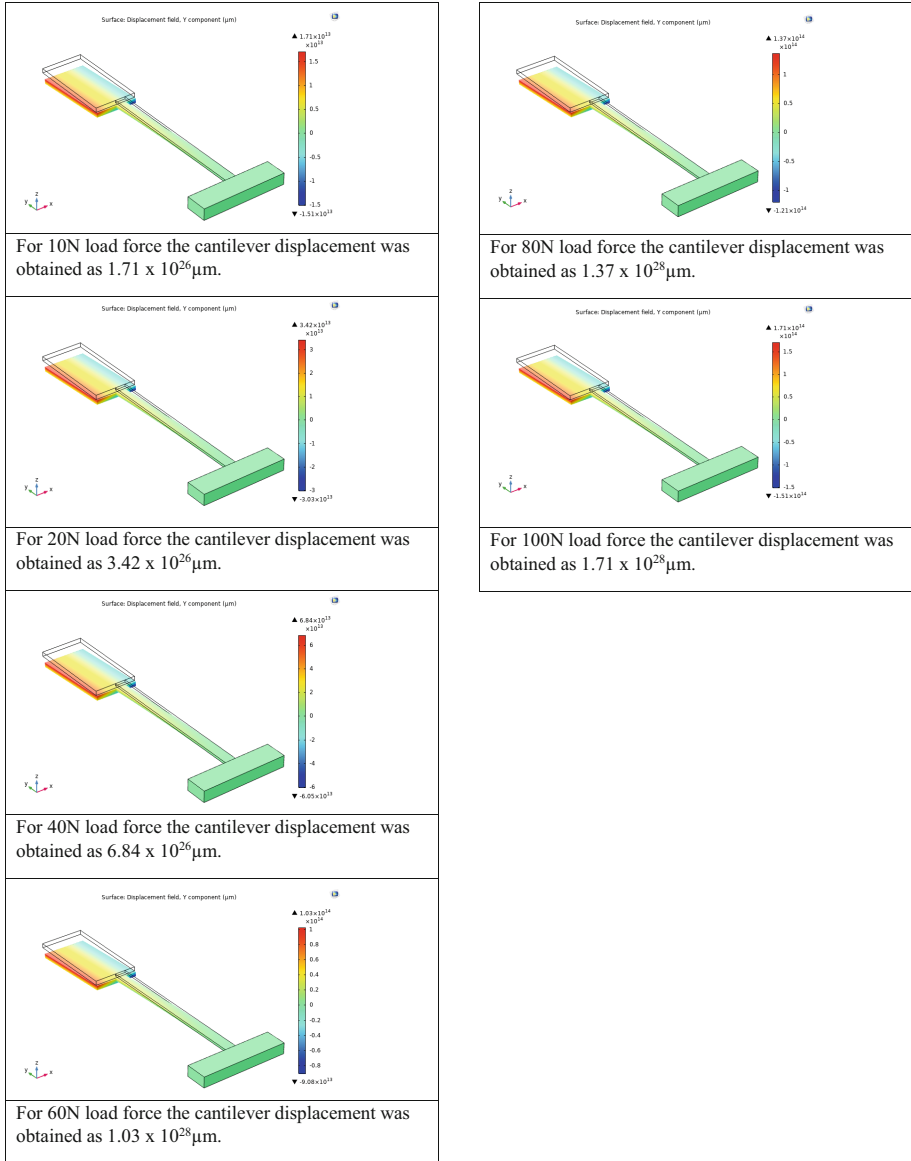 Surface: Displacement field, Y component (µm)
▲ 1.71×10¹³
×10¹³
1.5
1
0.5
0
-0.5
-1
-1.5
▼ -1.51×10¹³
z
y
x
For 10N load force the cantilever displacement was
obtained as 1.71 x 10²⁶µm.
Surface: Displacement field, Y component (µm)
▲ 3.42×10¹³
×10¹³
3
2
1
0
-1
-2
-3
▼ -3.03×10¹³
z
y
x
For 20N load force the cantilever displacement was
obtained as 3.42 x 10²⁶µm.
Surface: Displacement field, Y component (µm)
▲ 6.84×10¹³
×10¹³
6
4
2
0
-2
-4
-6
▼ -6.05×10¹³
z
y
x
For 40N load force the cantilever displacement was
obtained as 6.84 x 10²⁶µm.
Surface: Displacement field, Y component (µm)
▲ 1.03×10¹⁴
×10¹⁴
1
0.8
0.6
0.4
0.2
0
-0.2
-0.4
-0.6
-0.8
▼ -9.08×10¹³
z
y
x
For 60N load force the cantilever displacement was
obtained as 1.03 x 10²⁸µm.
Surface: Displacement field, Y component (µm)
▲ 1.37×10¹⁴
×10¹⁴
1
0.5
0
-0.5
-1
▼ -1.21×10¹⁴
z
y
x
For 80N load force the cantilever displacement was
obtained as 1.37 x 10²⁸µm.
Surface: Displacement field, Y component (µm)
▲ 1.71×10¹⁴
×10¹⁴
1.5
1
0.5
0
-0.5
-1
-1.5
▼ -1.51×10¹⁴
z
y
x
For 100N load force the cantilever displacement was
obtained as 1.71 x 10²⁸µm.